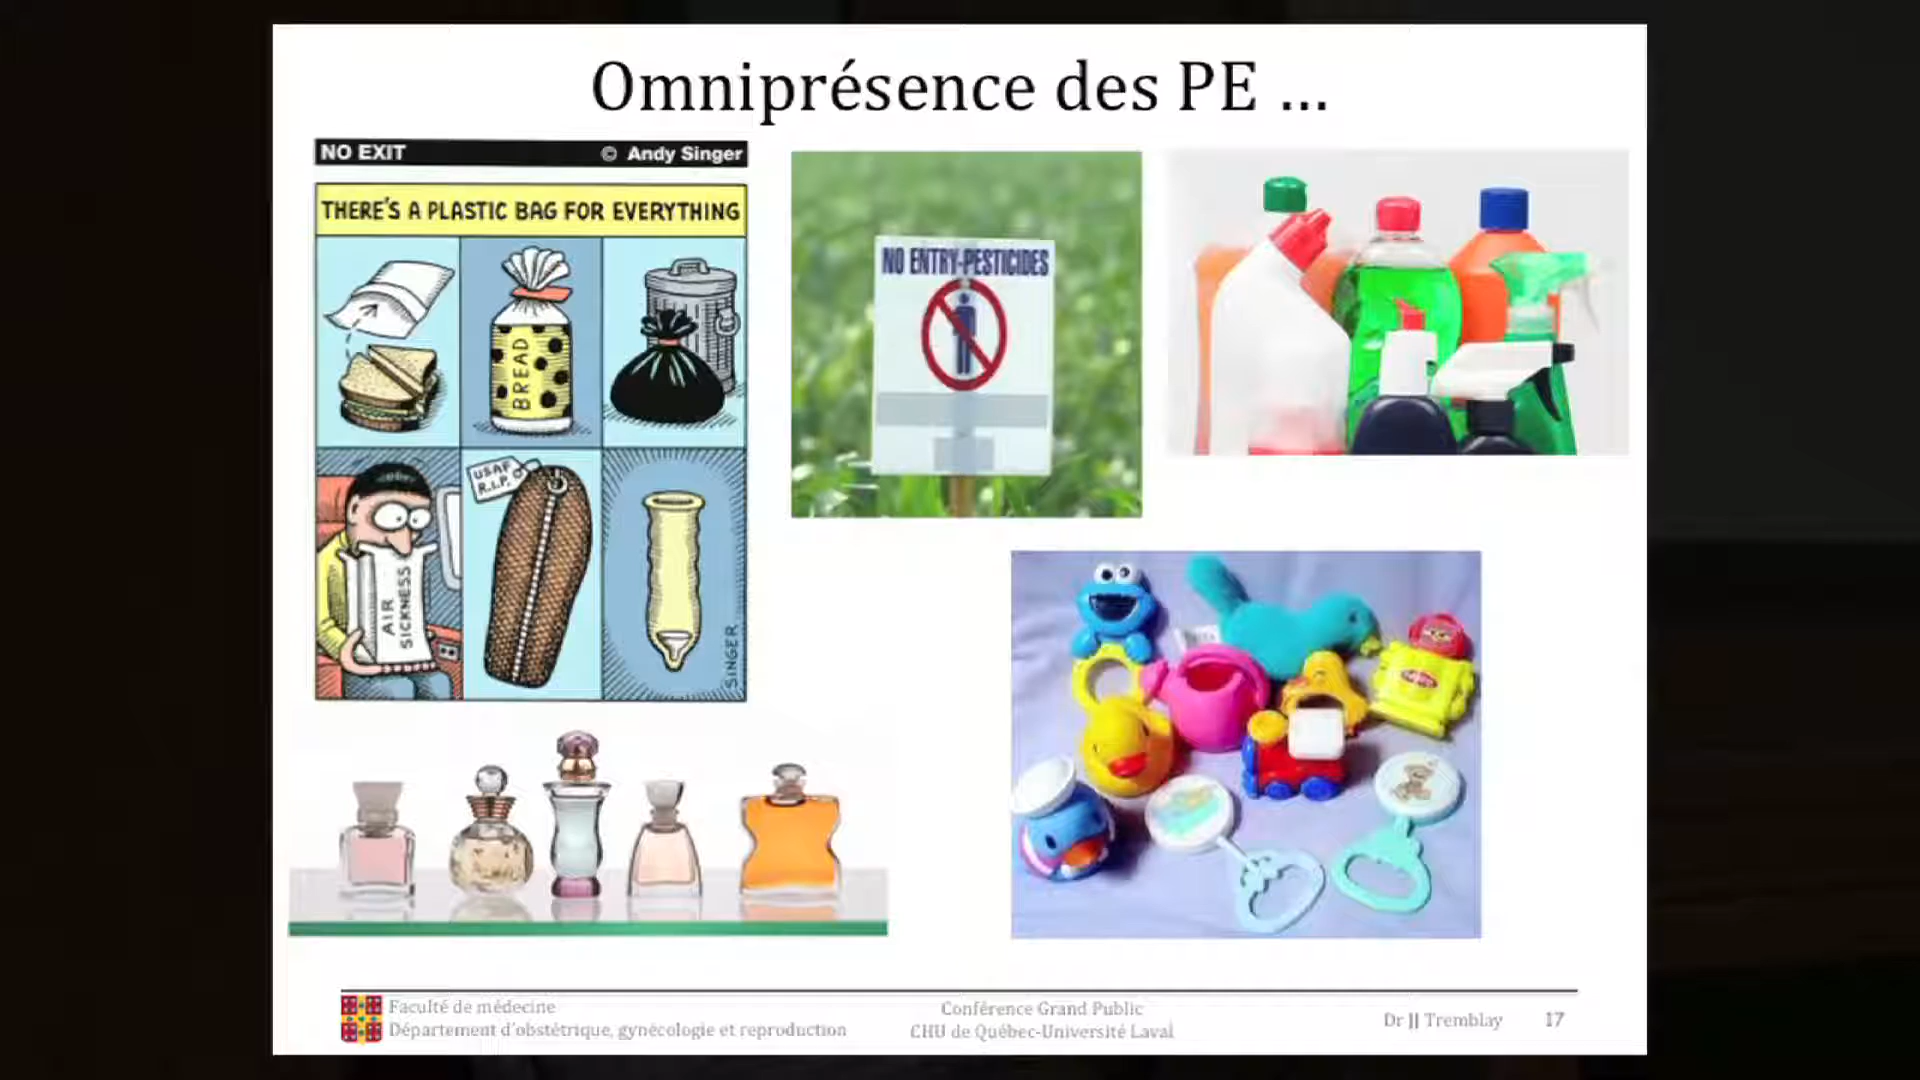 Omniprésence des PE ...
NO EXIT © Andy Singer
THERE'S A PLASTIC BAG FOR EVERYTHING
BREAD
USAF
R.I.P.
AIR
SICKNESS
SINGER
NO ENTRY-PESTICIDES
Faculté de médecine
Département d'obstétrique, gynécologie et reproduction
Conférence Grand Public
CHU de Québec-Université Laval
Dr JJ Tremblay
17